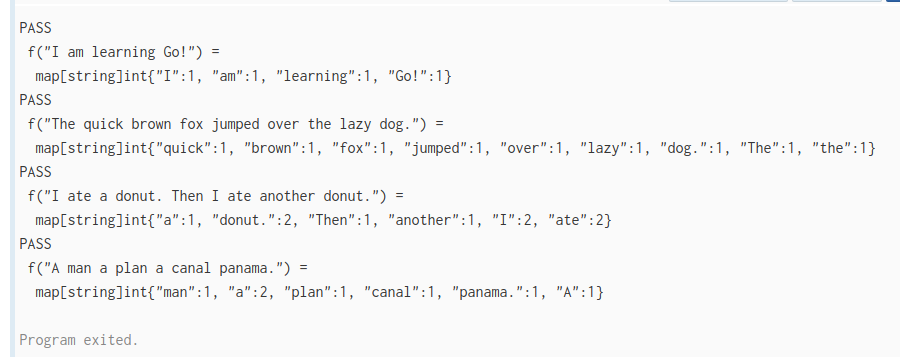 PASS
f("I am learning Go!") =
map[string]int{"I":1, "am":1, "learning":1, "Go!":1}
PASS
f("The quick brown fox jumped over the lazy dog.") =
map[string]int{"quick":1, "brown":1, "fox":1, "jumped":1, "over":1, "lazy":1, "dog.":1, "The":1, "the":1}
PASS
f("I ate a donut. Then I ate another donut.") =
map[string]int{"a":1, "donut.":2, "Then":1, "another":1, "I":2, "ate":2}
PASS
f("A man a plan a canal panama.") =
map[string]int{"man":1, "a":2, "plan":1, "canal":1, "panama.":1, "A":1}
Program exited.